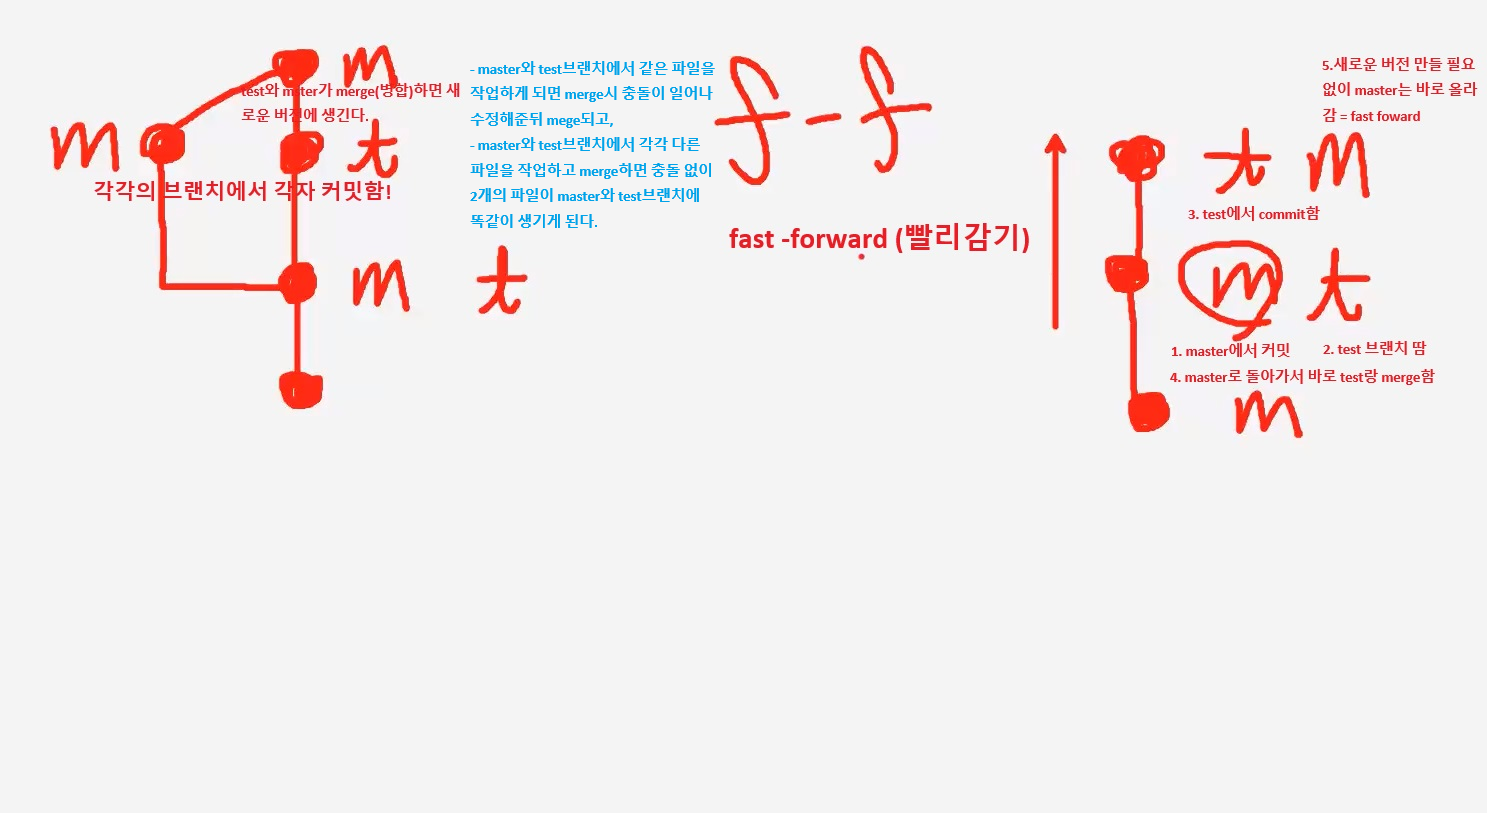 m
test와 mster가 merge(병합)하면 새
로운 버전에 생긴다.
m
t
각각의 브랜치에서 각자 커밋함!
m t
- master와 test브랜치에서 같은 파일을
작업하게 되면 merge시 충돌이 일어나
수정해준뒤 mege되고,
- master와 test브랜치에서 각각 다른
파일을 작업하고 merge하면 충돌 없이
2개의 파일이 master와 test브랜치에
똑같이 생기게 된다.
f-f
fast -forward (빨리감기)
5.새로운 버전 만들 필요
없이 master는 바로 올라
감 = fast foward
t m
3. test에서 commit함
m t
1. master에서 커밋
2. test 브랜치 땀
4. master로 돌아가서 바로 test랑 merge함
m